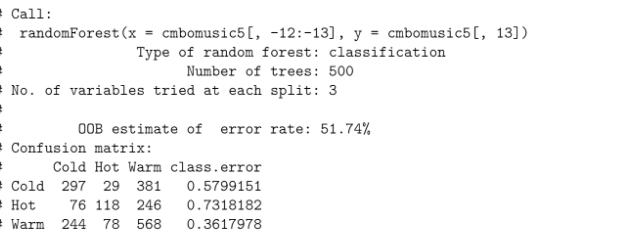 # Call:
#  randomForest(x = cmbomusic5[, -12:-13], y = cmbomusic5[, 13])
#                Type of random forest: classification
#                      Number of trees: 500
# No. of variables tried at each split: 3
#
#         OOB estimate of  error rate: 51.74%
# Confusion matrix:
#      Cold Hot Warm class.error
# Cold  297  29  381   0.5799151
# Hot    76 118  246   0.7318182
# Warm  244  78  568   0.3617978